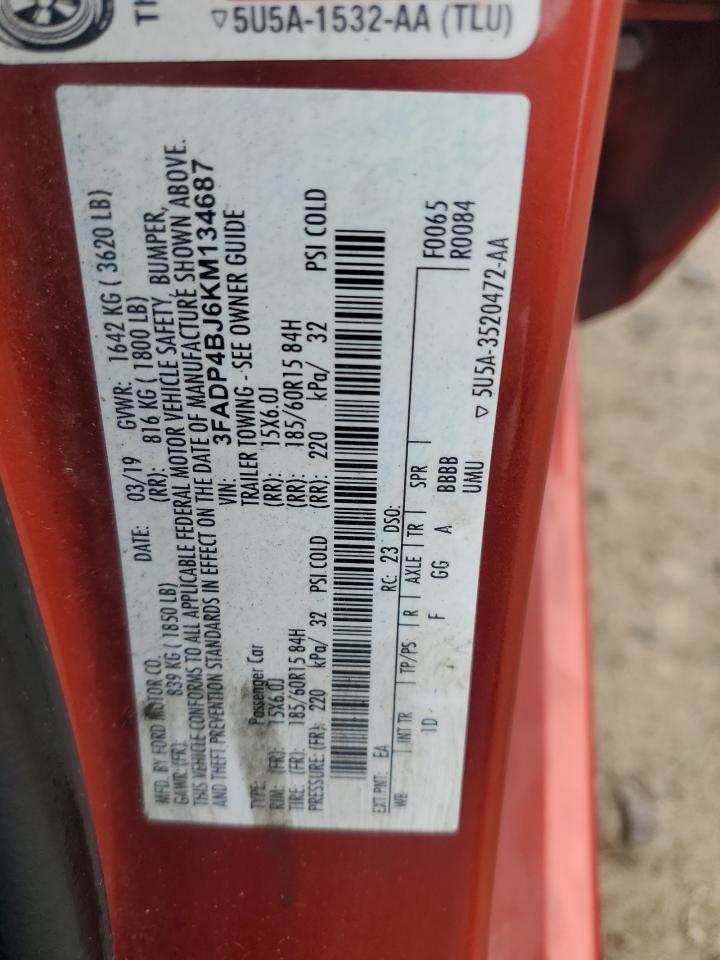 TH
▽ 5U5A-1532-AA (TLU)
MFD. BY FORD MOTOR CO. DATE: 03/19 GVWR: 1642 KG ( 3620 LB)
GAWR:(FR): 839 KG ( 1850 LB) (RR): 816 KG ( 1800 LB)
THIS VEHICLE CONFORMS TO ALL APPLICABLE FEDERAL MOTOR VEHICLE SAFETY, BUMPER,
AND THEFT PREVENTION STANDARDS IN EFFECT ON THE DATE OF MANUFACTURE SHOWN ABOVE.
VIN: 3FADP4BJ6KM134687
TYPE: Passenger Car TRAILER TOWING - SEE OWNER GUIDE
RIM: (FR): 15X6.0J (RR): 15X6.0J
TIRE: (FR): 185/60R15 84H (RR): 185/60R15 84H
PRESSURE: (FR): 220 kPa/ 32 PSI COLD (RR): 220 kPa/ 32 PSI COLD
EXT PNT: EA RC: 23 DSO:
WB INT TR TP/PS R AXLE TR SPR F0065
1D F GG A BBBB R0084
UMU
▽ 5U5A-3520472-AA